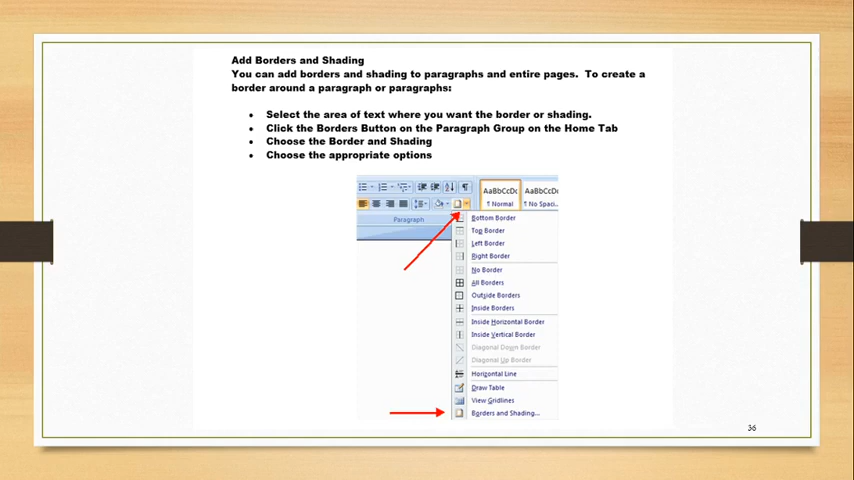 Add Borders and Shading
You can add borders and shading to paragraphs and entire pages. To create a
border around a paragraph or paragraphs:
• Select the area of text where you want the border or shading.
• Click the Borders Button on the Paragraph Group on the Home Tab
• Choose the Border and Shading
• Choose the appropriate options
AaBbCcDc AaBbCcDc
¶ Normal ¶ No Spaci...
Paragraph
Bottom Border
Top Border
Left Border
Right Border
No Border
All Borders
Outside Borders
Inside Borders
Inside Horizontal Border
Inside Vertical Border
Diagonal Down Border
Diagonal Up Border
Horizontal Line
Draw Table
View Gridlines
Borders and Shading...
36